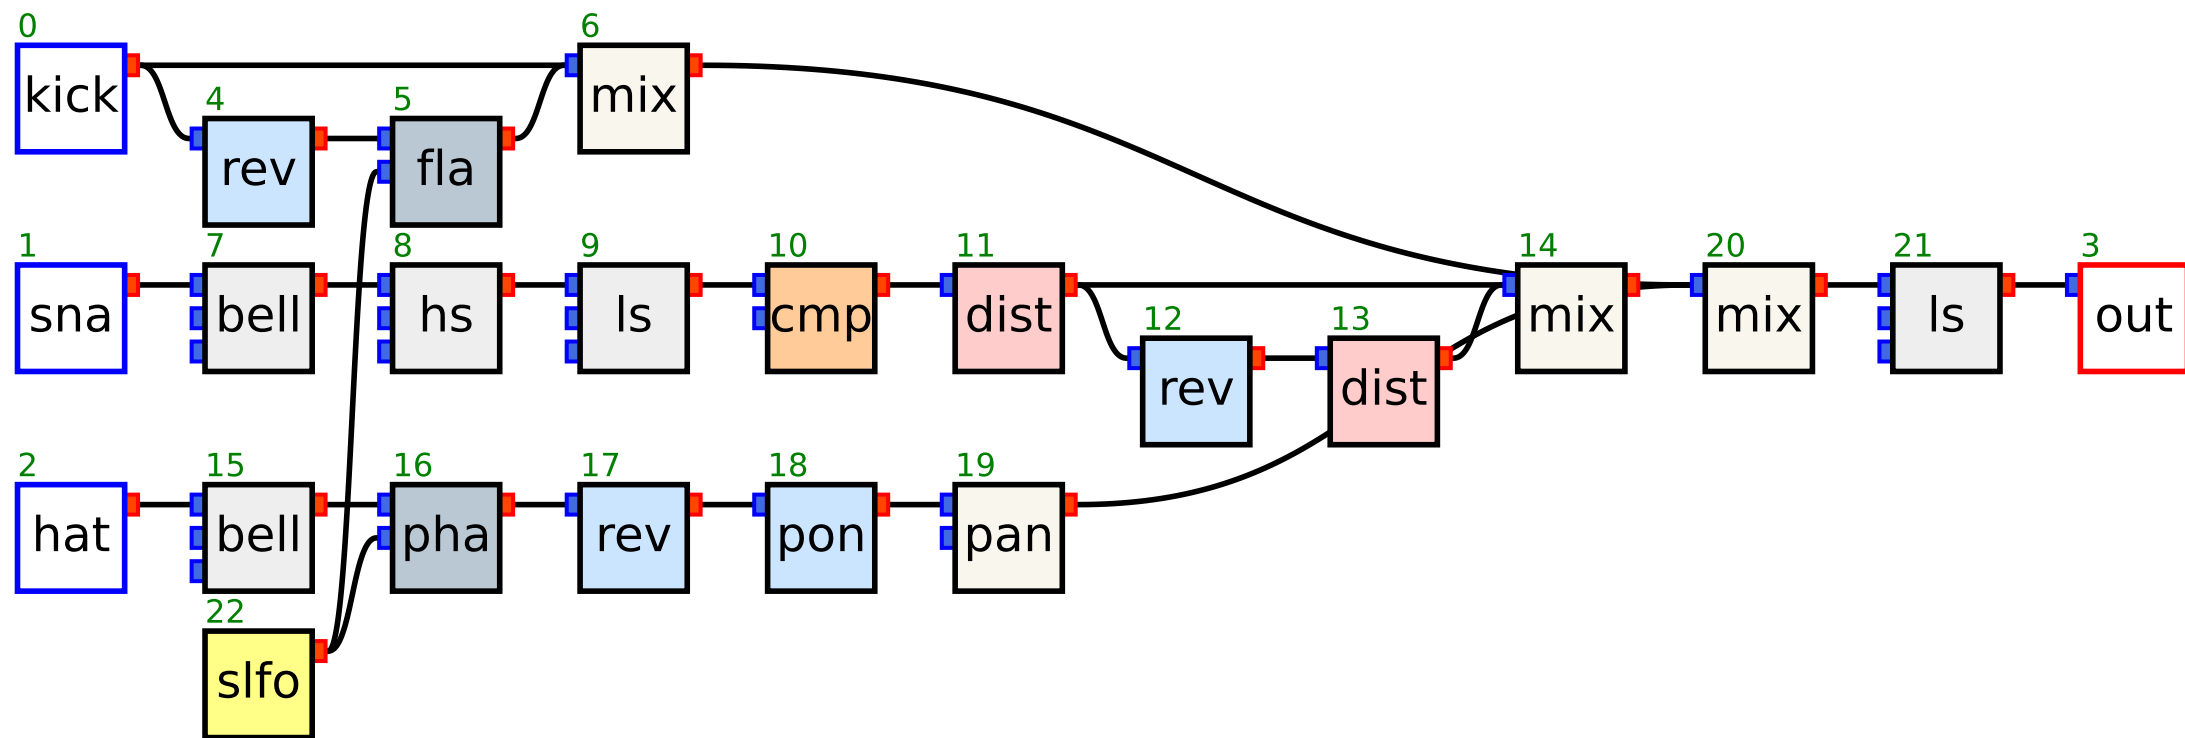 0
kick
6
mix
4
rev
5
fla
1
sna
7
bell
8
hs
9
ls
10
cmp
11
dist
12
rev
13
dist
14
mix
20
mix
21
ls
3
out
2
hat
15
bell
16
pha
17
rev
18
pon
19
pan
22
slfo